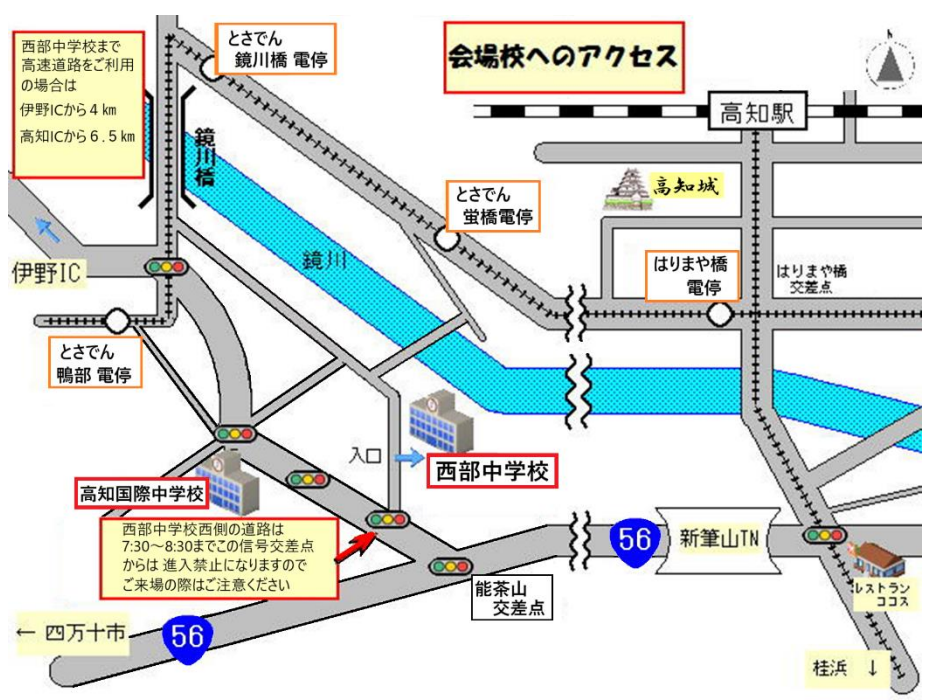 西部中学校まで
高速道路をご利用
の場合は
伊野ICから4km
高知ICから6.5km
とさでん
鏡川橋 電停
会場校へのアクセス
N
高知駅
鏡川橋
とさでん
蛍橋電停
高知城
鏡川
はりまや橋
電停
はりまや橋
交差点
伊野IC
とさでん
鴨部 電停
入口
西部中学校
高知国際中学校
西部中学校西側の道路は
7:30~8:30までこの信号交差点
からは 進入禁止になりますので
ご来場の際はご注意ください
56
新筆山TN
レストラン
ココス
能茶山
交差点
← 四万十市
56
桂浜 ↓